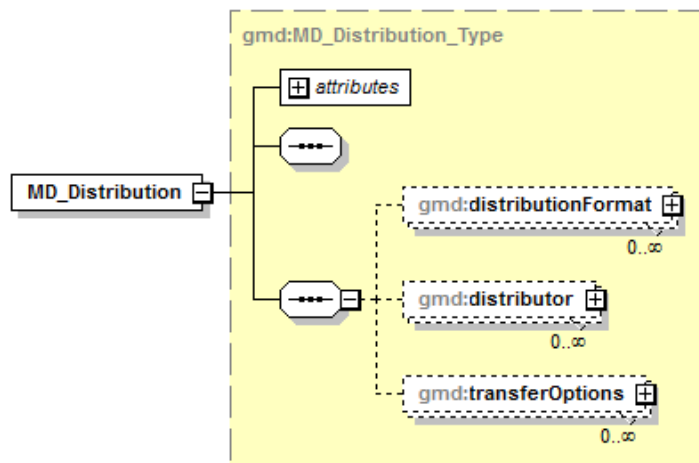 gmd:MD_Distribution_Type
attributes
MD_Distribution
gmd:distributionFormat
0..∞
gmd:distributor
0..∞
gmd:transferOptions
0..∞